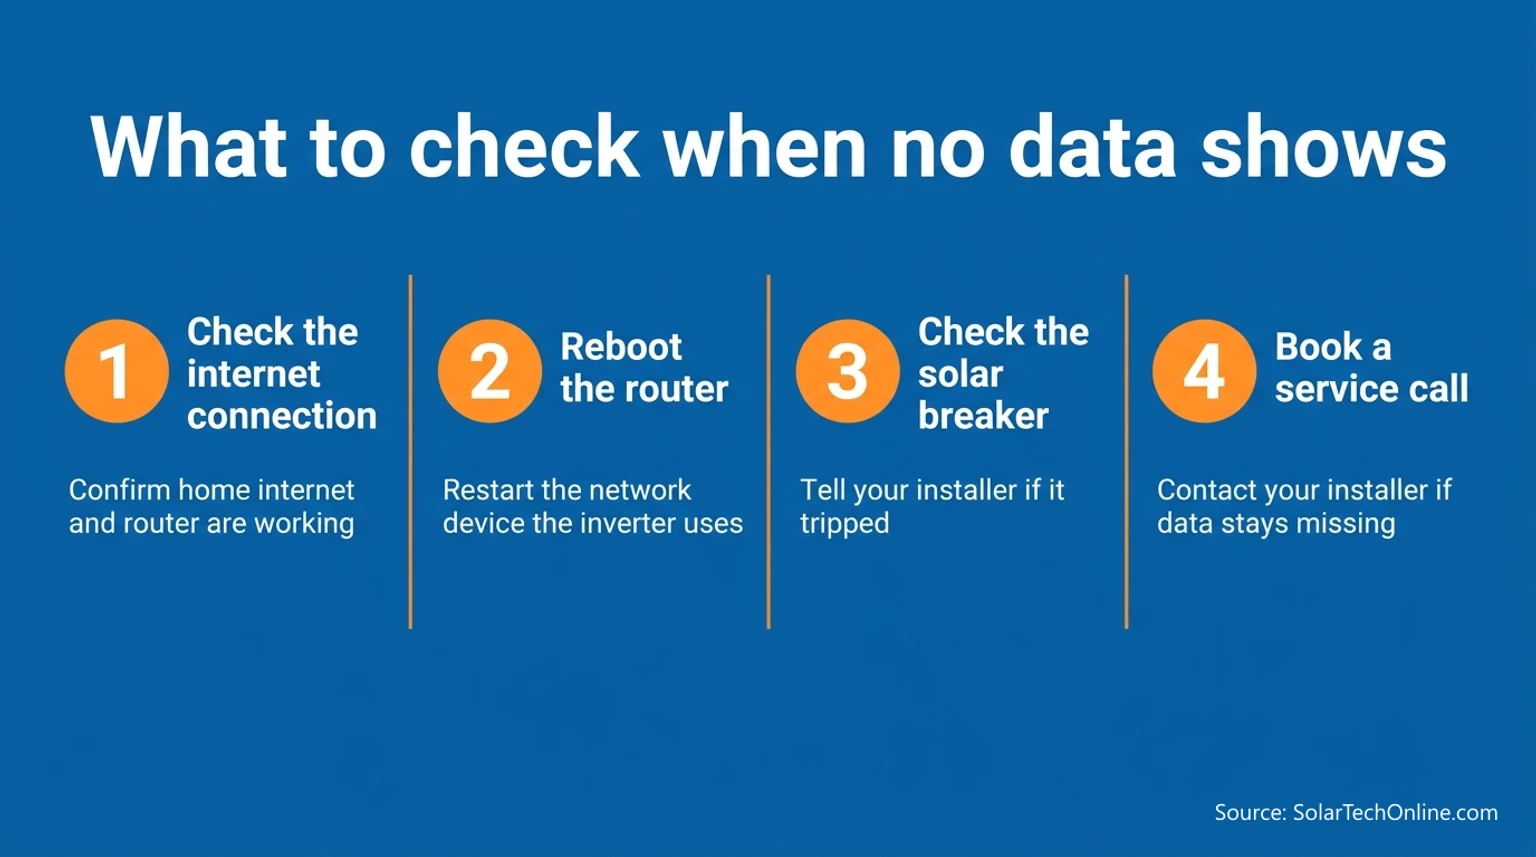 What to check when no data shows
1
Check the
internet
connection
Confirm home internet
and router are working
2
Reboot
the router
Restart the network
device the inverter uses
3
Check the
solar
breaker
Tell your installer if it
tripped
4
Book a
service call
Contact your installer if
data stays missing
Source: SolarTechOnline.com